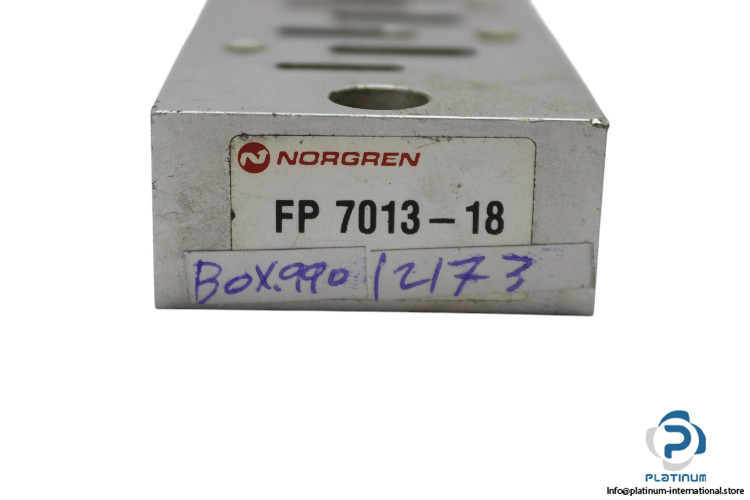 NORGREN
FP 7013-18
BOX.990 12173
PLATINUM
Info@platinum-international.store